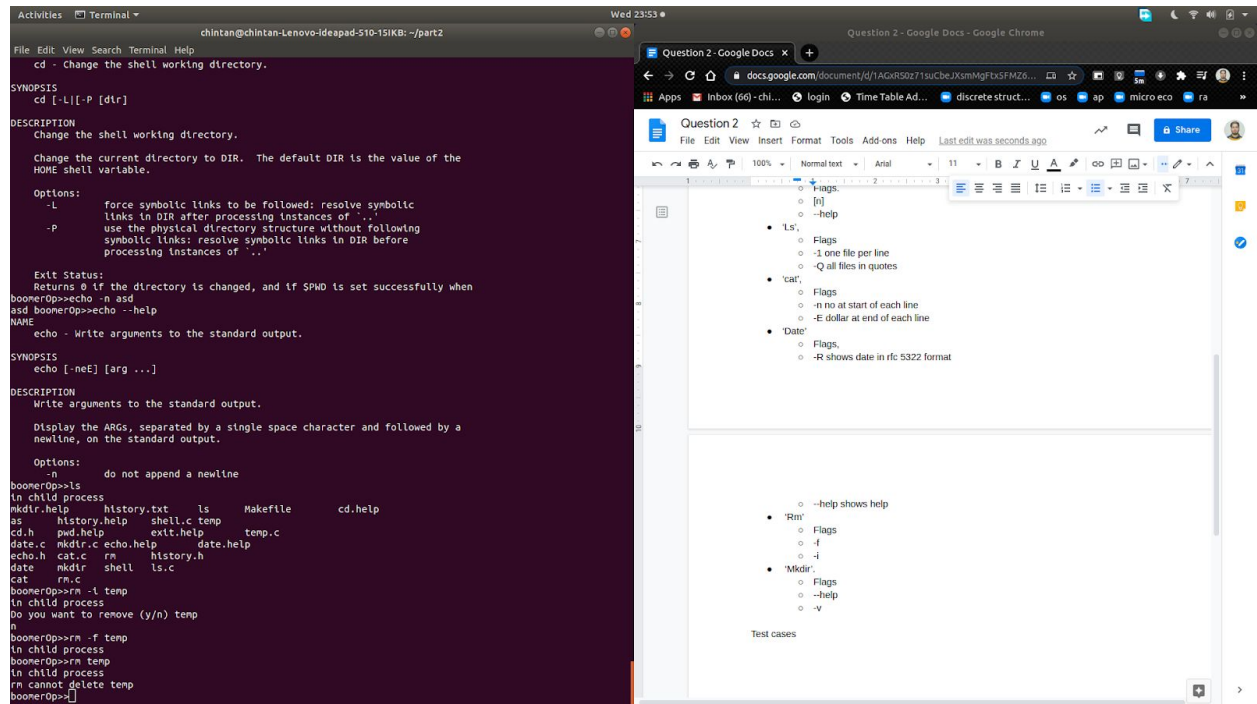 Activities Terminal Wed 23:53
chintan@chintan-Lenovo-ideapad-510-15IKB: ~/part2
File Edit View Search Terminal Help
cd - Change the shell working directory.
SYNOPSIS
cd [-L|[-P [dir]
DESCRIPTION
Change the shell working directory.
Change the current directory to DIR. The default DIR is the value of the
HOME shell variable.
Options:
-L force symbolic links to be followed: resolve symbolic
links in DIR after processing instances of `..'
-P use the physical directory structure without following
symbolic links: resolve symbolic links in DIR before
processing instances of `..'
Exit Status:
Returns 0 if the directory is changed, and if $PWD is set successfully when
boomerOp>>echo -n asd
asd boomerOp>>echo --help
NAME
echo - Write arguments to the standard output.
SYNOPSIS
echo [-neE] [arg ...]
DESCRIPTION
Write arguments to the standard output.
Display the ARGs, separated by a single space character and followed by a
newline, on the standard output.
Options:
-n do not append a newline
boomerOp>>ls
in child process
mkdir.help history.txt ls Makefile cd.help
as history.help shell.c temp
cd.h pwd.help exit.help temp.c
date.c mkdir.c echo.help date.help
echo.h cat.c rm history.h
date mkdir shell ls.c
cat rm.c
boomerOp>>rm -i temp
in child process
Do you want to remove (y/n) temp
n
boomerOp>>rm -f temp
in child process
boomerOp>>rm temp
in child process
rm cannot delete temp
boomerOp>>
Question 2 - Google Docs - Google Chrome
Question 2 - Google Docs
docs.google.com/document/d/1AGxRS0z71suCbeJXsmMgFtxSFMZ6...
5m
Apps Inbox (66) - chi... login Time Table Ad... discrete struct... os ap micro eco ra »
Question 2
File Edit View Insert Format Tools Add-ons Help Last edit was seconds ago
Share
100% Normal text Arial 11 B I U A
1 2 3 7
Flags.
[n]
--help
'Ls',
Flags
-1 one file per line
-Q all files in quotes
'cat',
Flags
-n no at start of each line
-E dollar at end of each line
'Date'
Flags,
-R shows date in rfc 5322 format
--help shows help
'Rm'
Flags
-f
-i
'Mkdir'.
Flags
--help
-v
Test cases